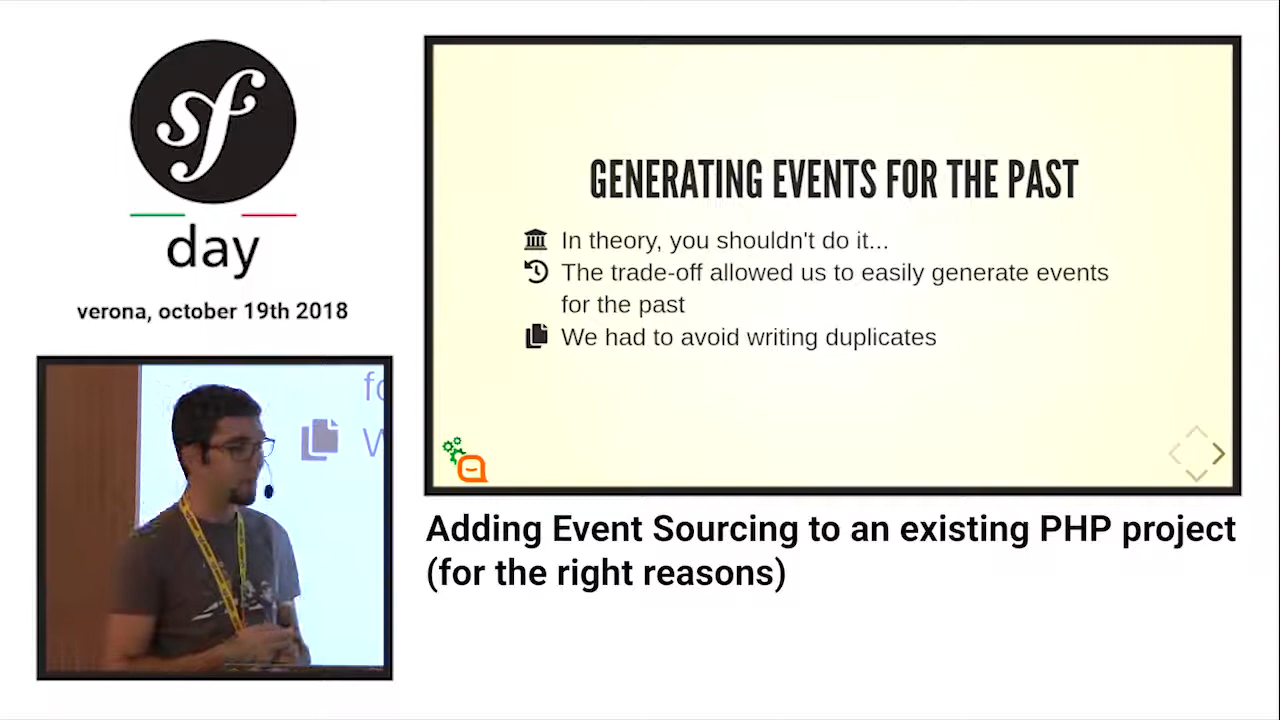 sf
day
verona, october 19th 2018
GENERATING EVENTS FOR THE PAST
In theory, you shouldn't do it...
The trade-off allowed us to easily generate events
for the past
We had to avoid writing duplicates
fo
W
Adding Event Sourcing to an existing PHP project
(for the right reasons)